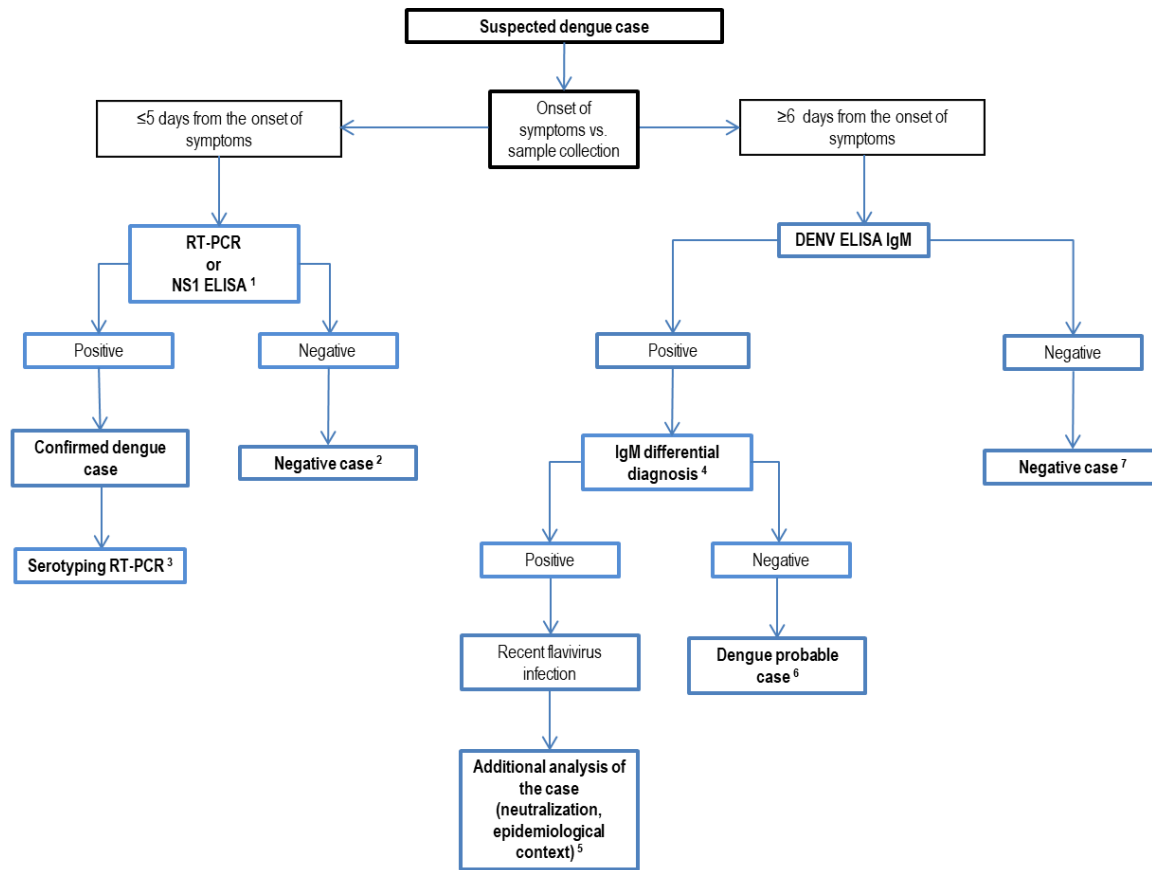 Suspected dengue case
≤5 days from the onset of
symptoms
Onset of
symptoms vs.
sample collection
≥6 days from the onset of
symptoms
RT-PCR
or
NS1 ELISA ¹
DENV ELISA IgM
Positive
Negative
Positive
Negative
Confirmed dengue
case
Negative case ²
IgM differential
diagnosis ⁴
Negative case ⁷
Serotyping RT-PCR ³
Positive
Negative
Recent flavivirus
infection
Dengue probable
case ⁶
Additional analysis of
the case
(neutralization,
epidemiological
context) ⁵